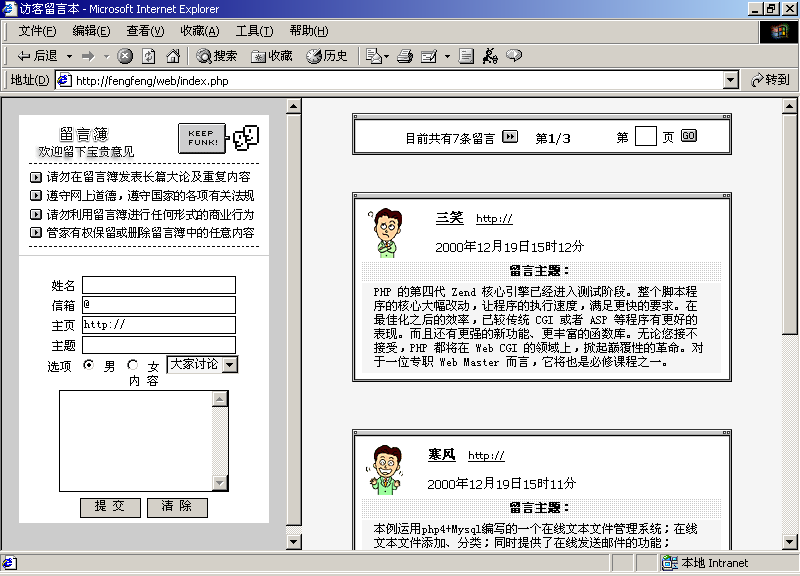 访客留言本 - Microsoft Internet Explorer
文件(F) 编辑(E) 查看(V) 收藏(A) 工具(T) 帮助(H)
后退 搜索 收藏 历史
地址(D) http://fengfeng/web/index.php 转到
留言簿
欢迎留下宝贵意见
KEEP
FUNK!
请勿在留言簿发表长篇大论及重复内容
遵守网上道德，遵守国家的各项有关法规
请勿利用留言簿进行任何形式的商业行为
管家有权保留或删除留言簿中的任意内容
姓名
信箱 @
主页 http://
主题
选项 男 女 大家讨论
内 容
提 交 清 除
目前共有7条留言 第1/3 第 页 GO
三笑 http://
2000年12月19日15时12分
留言主题：
PHP 的第四代 Zend 核心引擎已经进入测试阶段。整个脚本程
序的核心大幅改动，让程序的执行速度，满足更快的要求。在
最佳化之后的效率，已较传统 CGI 或者 ASP 等程序有更好的
表现。而且还有更强的新功能、更丰富的函数库。无论您接不
接受，PHP 都将在 Web CGI 的领域上，掀起颠覆性的革命。对
于一位专职 Web Master 而言，它将也是必修课程之一。
寒风 http://
2000年12月19日15时11分
留言主题：
本例运用php4+Mysql编写的一个在线文本文件管理系统；在线
文本文件添加、分类；同时提供了在线发送邮件的功能；
本地 Intranet